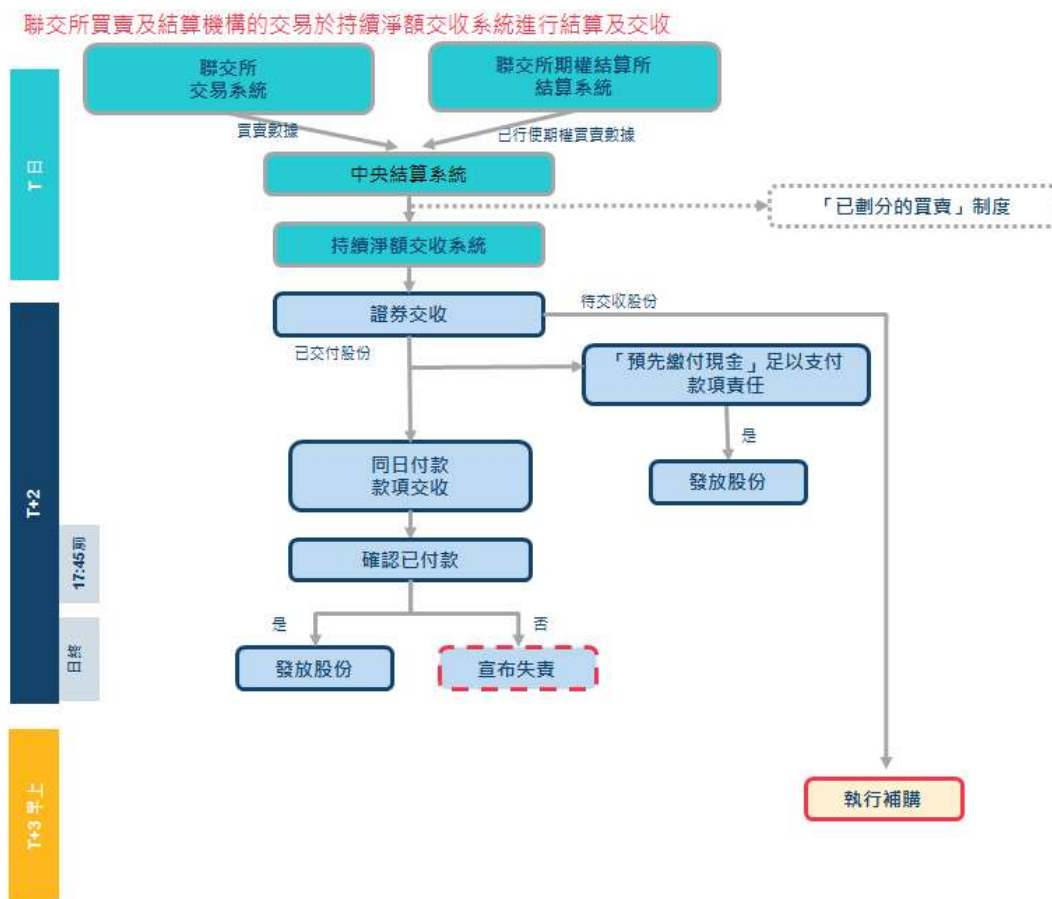 聯交所買賣及結算機構的交易於持續淨額交收系統進行結算及交收
聯交所
交易系統
聯交所期權結算所
結算系統
買賣數據
已行使期權買賣數據
T 日
中央結算系統
「已劃分的買賣」制度
持續淨額交收系統
證券交收
待交收股份
已交付股份
「預先繳付現金」足以支付
款項責任
是
同日付款
款項交收
發放股份
T+2
17:45前
確認已付款
是
否
日終
發放股份
宣布失責
T+3 早上
執行補購